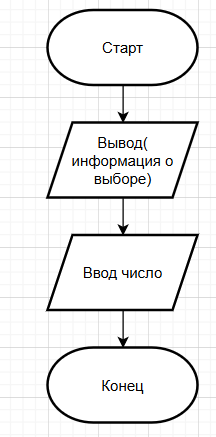 Старт
Вывод(
информация о
выборе)
Ввод число
Конец